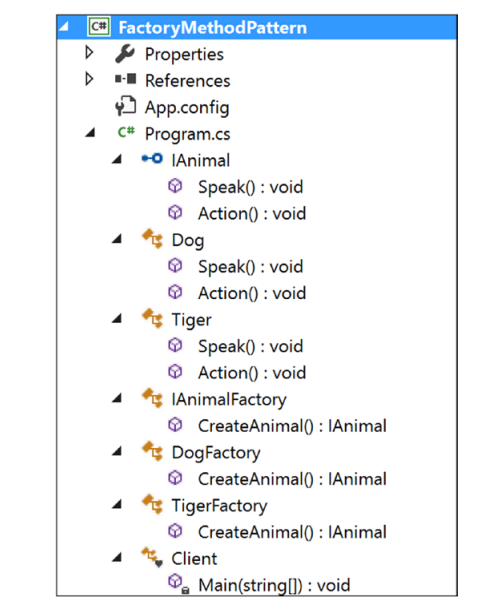 C# FactoryMethodPattern
Properties
References
App.config
C# Program.cs
IAnimal
Speak() : void
Action() : void
Dog
Speak() : void
Action() : void
Tiger
Speak() : void
Action() : void
IAnimalFactory
CreateAnimal() : IAnimal
DogFactory
CreateAnimal() : IAnimal
TigerFactory
CreateAnimal() : IAnimal
Client
Main(string[]) : void